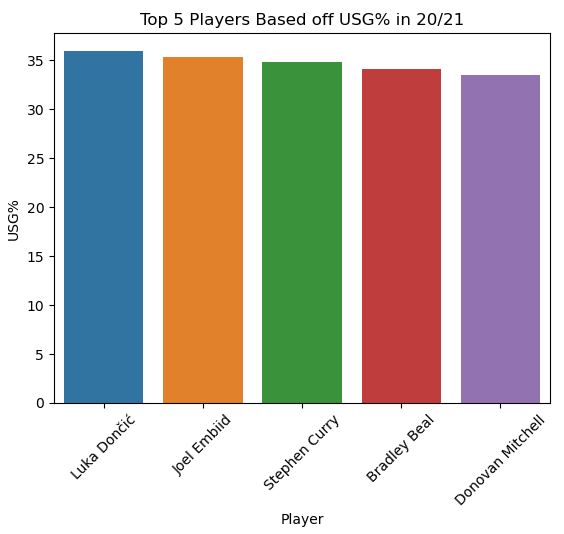 Top 5 Players Based off USG% in 20/21
USG%
35
30
25
20
15
10
5
0
Luka Dončić
Joel Embiid
Stephen Curry
Bradley Beal
Donovan Mitchell
Player